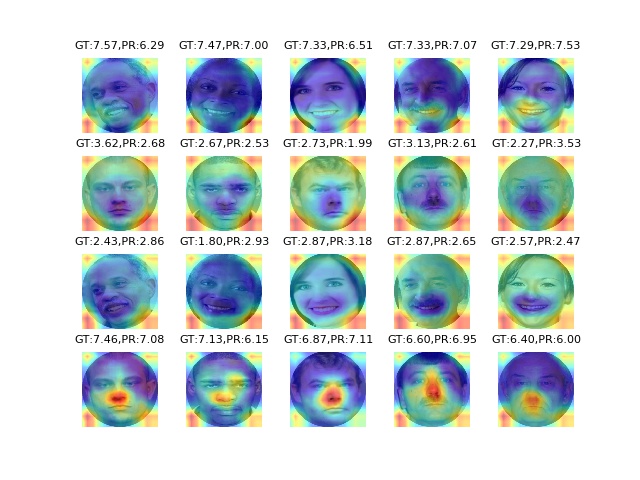 GT:7.57,PR:6.29 GT:7.47,PR:7.00 GT:7.33,PR:6.51 GT:7.33,PR:7.07 GT:7.29,PR:7.53
GT:3.62,PR:2.68 GT:2.67,PR:2.53 GT:2.73,PR:1.99 GT:3.13,PR:2.61 GT:2.27,PR:3.53
GT:2.43,PR:2.86 GT:1.80,PR:2.93 GT:2.87,PR:3.18 GT:2.87,PR:2.65 GT:2.57,PR:2.47
GT:7.46,PR:7.08 GT:7.13,PR:6.15 GT:6.87,PR:7.11 GT:6.60,PR:6.95 GT:6.40,PR:6.00